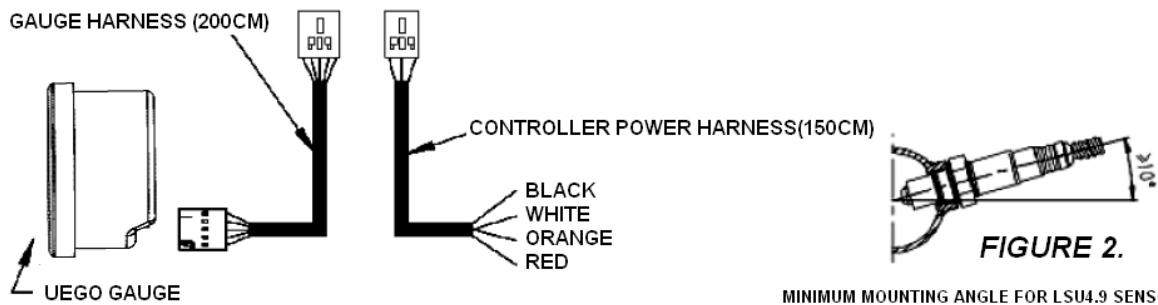 GAUGE HARNESS (200CM)
CONTROLLER POWER HARNESS(150CM)
BLACK
WHITE
ORANGE
RED
UEGO GAUGE
≥10°
FIGURE 2.
MINIMUM MOUNTING ANGLE FOR LSU4.9 SENS